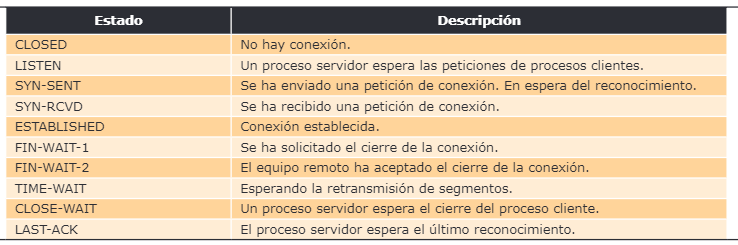 Estado Descripción
CLOSED No hay conexión.
LISTEN Un proceso servidor espera las peticiones de procesos clientes.
SYN-SENT Se ha enviado una petición de conexión. En espera del reconocimiento.
SYN-RCVD Se ha recibido una petición de conexión.
ESTABLISHED Conexión establecida.
FIN-WAIT-1 Se ha solicitado el cierre de la conexión.
FIN-WAIT-2 El equipo remoto ha aceptado el cierre de la conexión.
TIME-WAIT Esperando la retransmisión de segmentos.
CLOSE-WAIT Un proceso servidor espera el cierre del proceso cliente.
LAST-ACK El proceso servidor espera el último reconocimiento.